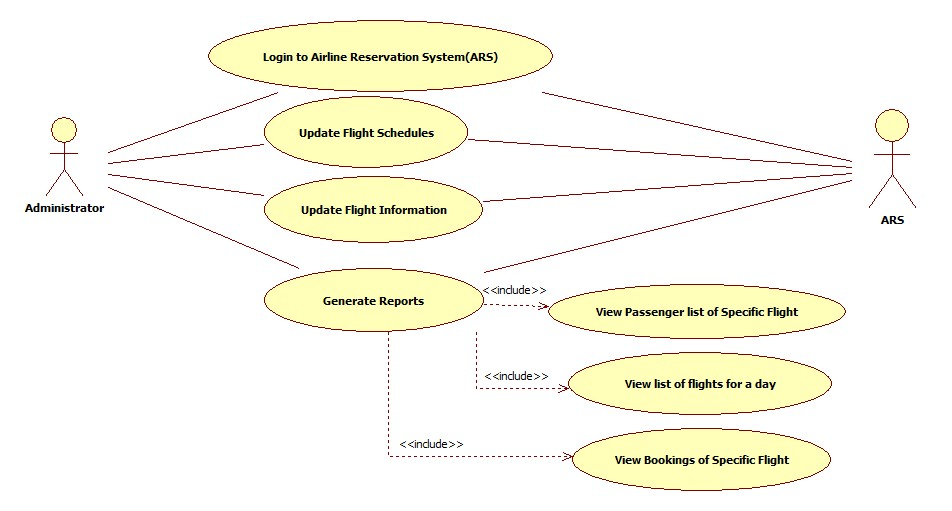 Login to Airline Reservation System(ARS)
Update Flight Schedules
Administrator
ARS
Update Flight Information
Generate Reports
<<include>>
View Passenger list of Specific Flight
<<include>>
View list of flights for a day
<<include>>
View Bookings of Specific Flight